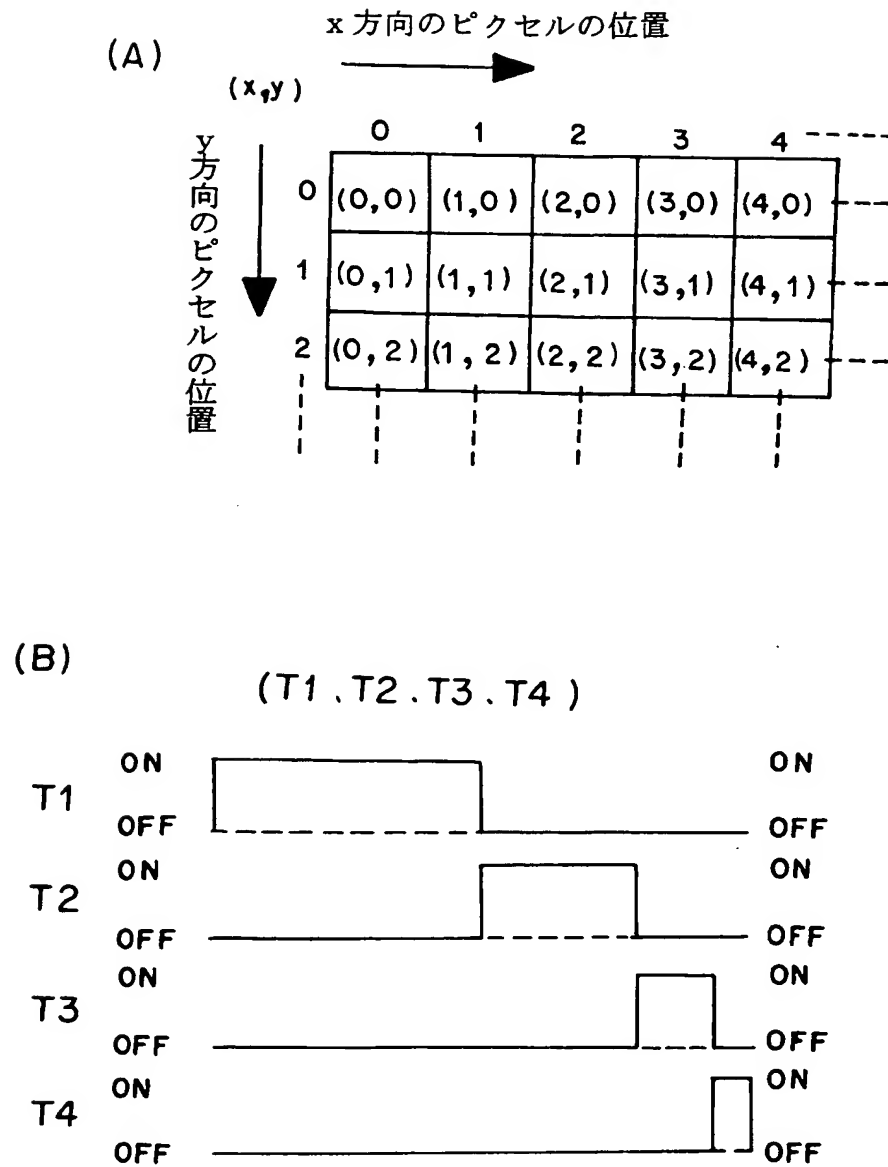 (A)
x方向のピクセルの位置
(x,y)
y方向のピクセルの位置
0 1 2 3 4
0 (0,0) (1,0) (2,0) (3,0) (4,0)
1 (0,1) (1,1) (2,1) (3,1) (4,1)
2 (0,2) (1,2) (2,2) (3,2) (4,2)
(B)
(T1.T2.T3.T4)
T1 ON OFF ON OFF
T2 ON OFF ON OFF
T3 ON OFF ON OFF
T4 ON OFF ON OFF